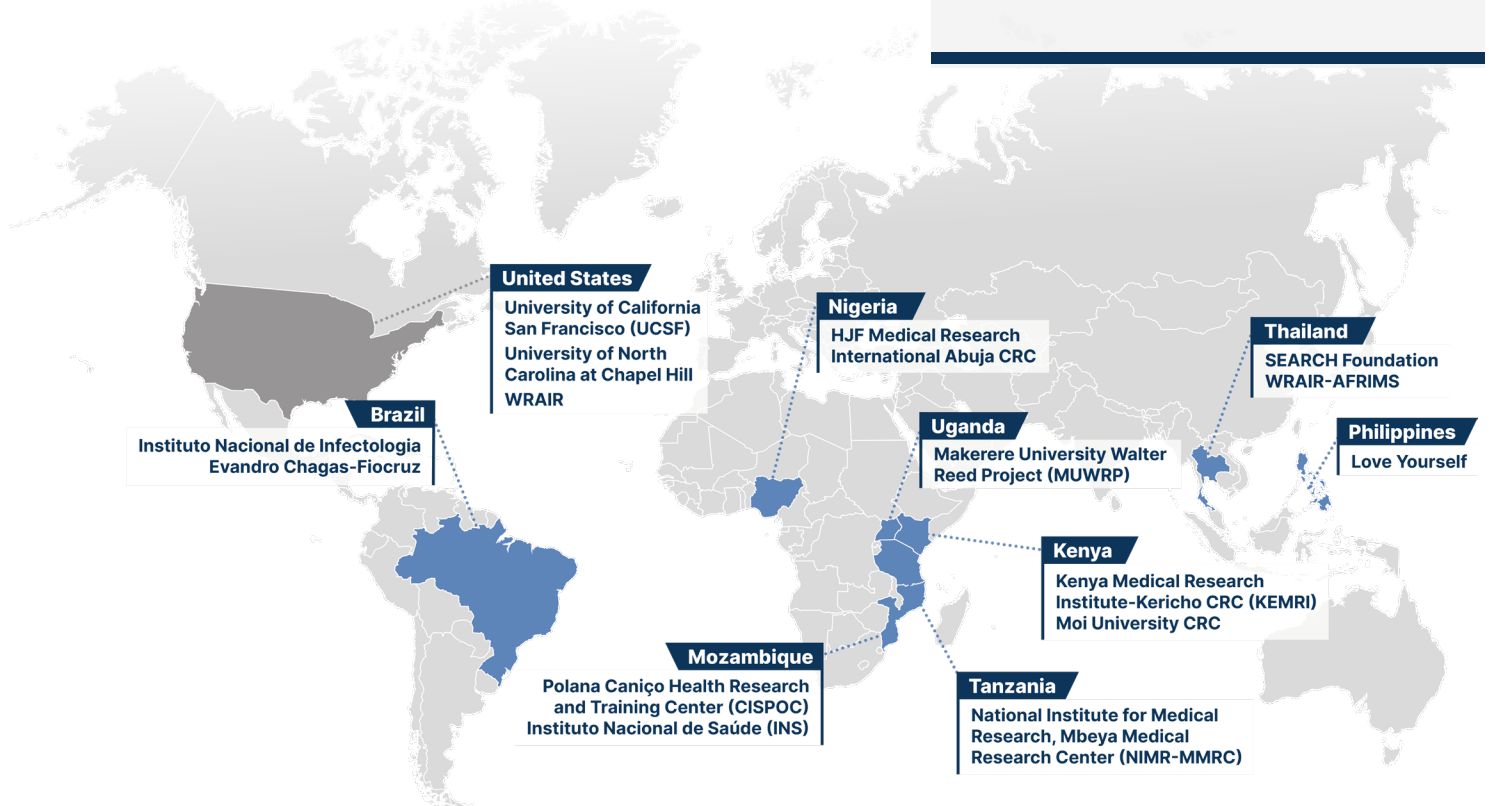 United States
University of California
San Francisco (UCSF)
University of North
Carolina at Chapel Hill
WRAIR
Brazil
Instituto Nacional de Infectologia
Evandro Chagas-Fiocruz
Nigeria
HJF Medical Research
International Abuja CRC
Thailand
SEARCH Foundation
WRAIR-AFRIMS
Uganda
Makerere University Walter
Reed Project (MUWRP)
Philippines
Love Yourself
Kenya
Kenya Medical Research
Institute-Kericho CRC (KEMRI)
Moi University CRC
Mozambique
Polana Caniço Health Research
and Training Center (CISPOC)
Instituto Nacional de Saúde (INS)
Tanzania
National Institute for Medical
Research, Mbeya Medical
Research Center (NIMR-MMRC)